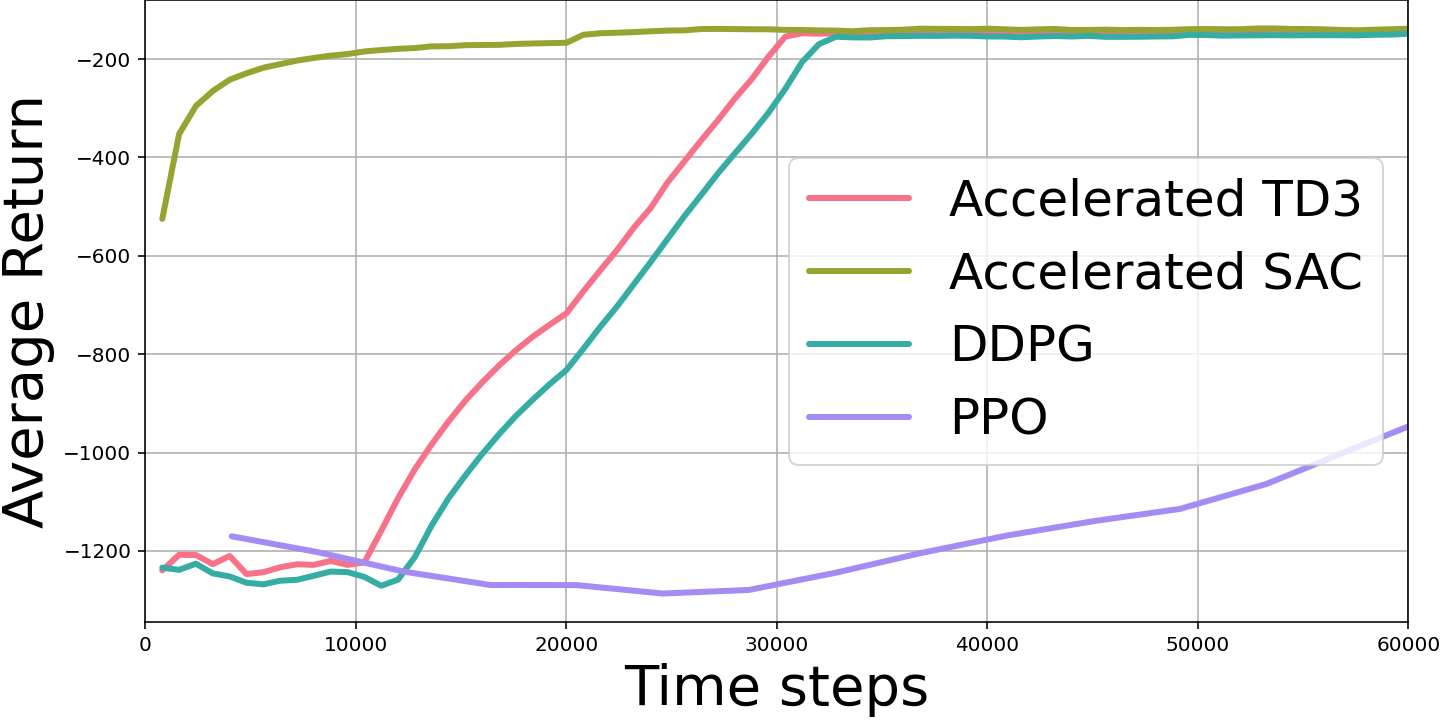 Average Return
−200
−400
−600
−800
−1000
−1200
Accelerated TD3
Accelerated SAC
DDPG
PPO
0 10000 20000 30000 40000 50000 60000
Time steps